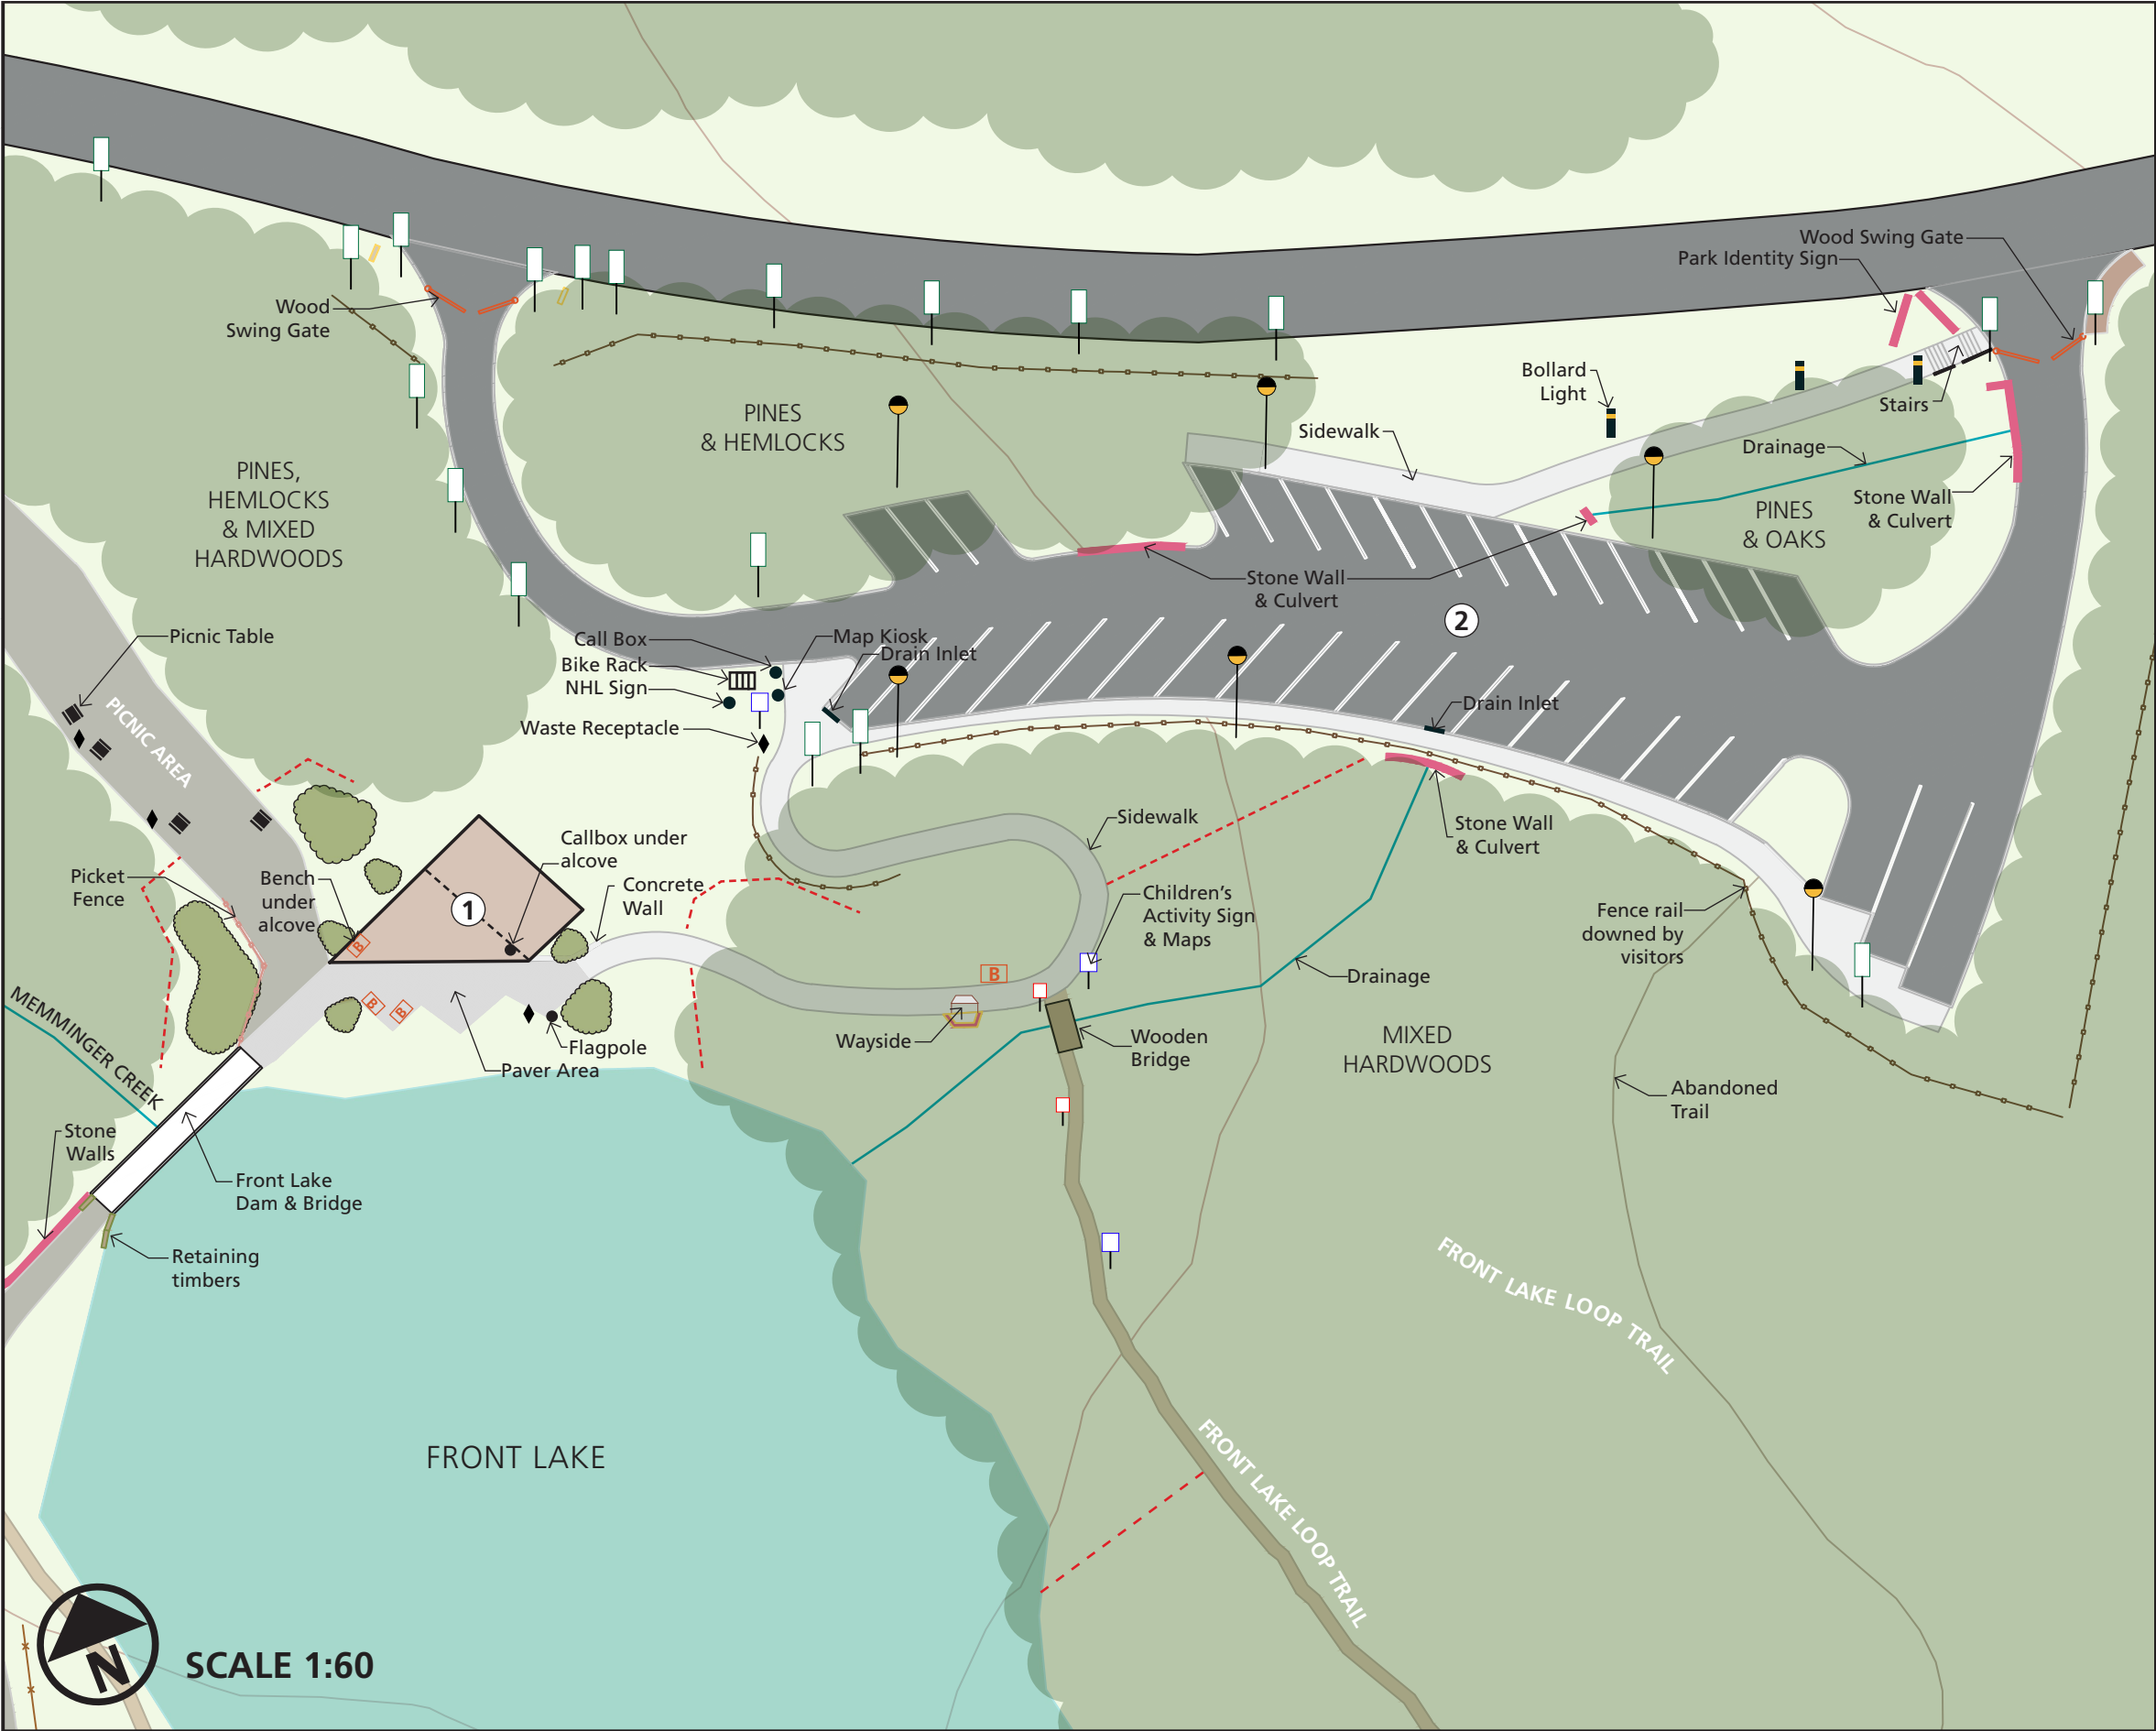 Wood Swing Gate
Park Identity Sign
Wood
Swing Gate
Bollard
Light
Stairs
PINES
& HEMLOCKS
Sidewalk
Drainage
PINES,
HEMLOCKS
& MIXED
HARDWOODS
Stone Wall
& Culvert
PINES
& OAKS
Stone Wall
& Culvert
2
Picnic Table
Call Box
Map Kiosk
Bike Rack
Drain Inlet
NHL Sign
Waste Receptacle
Drain Inlet
PICNIC AREA
Sidewalk
Stone Wall
& Culvert
Callbox under
alcove
Picket
Fence
Bench
under
alcove
1
Concrete
Wall
Children's
Activity Sign
& Maps
Fence rail
downed by
visitors
B
B
B
B
Drainage
MEMMINGER CREEK
Wayside
Wooden
Bridge
MIXED
HARDWOODS
Flagpole
Paver Area
Abandoned
Trail
Stone
Walls
Front Lake
Dam & Bridge
Retaining
timbers
FRONT LAKE LOOP TRAIL
FRONT LAKE
FRONT LAKE LOOP TRAIL
N
SCALE 1:60